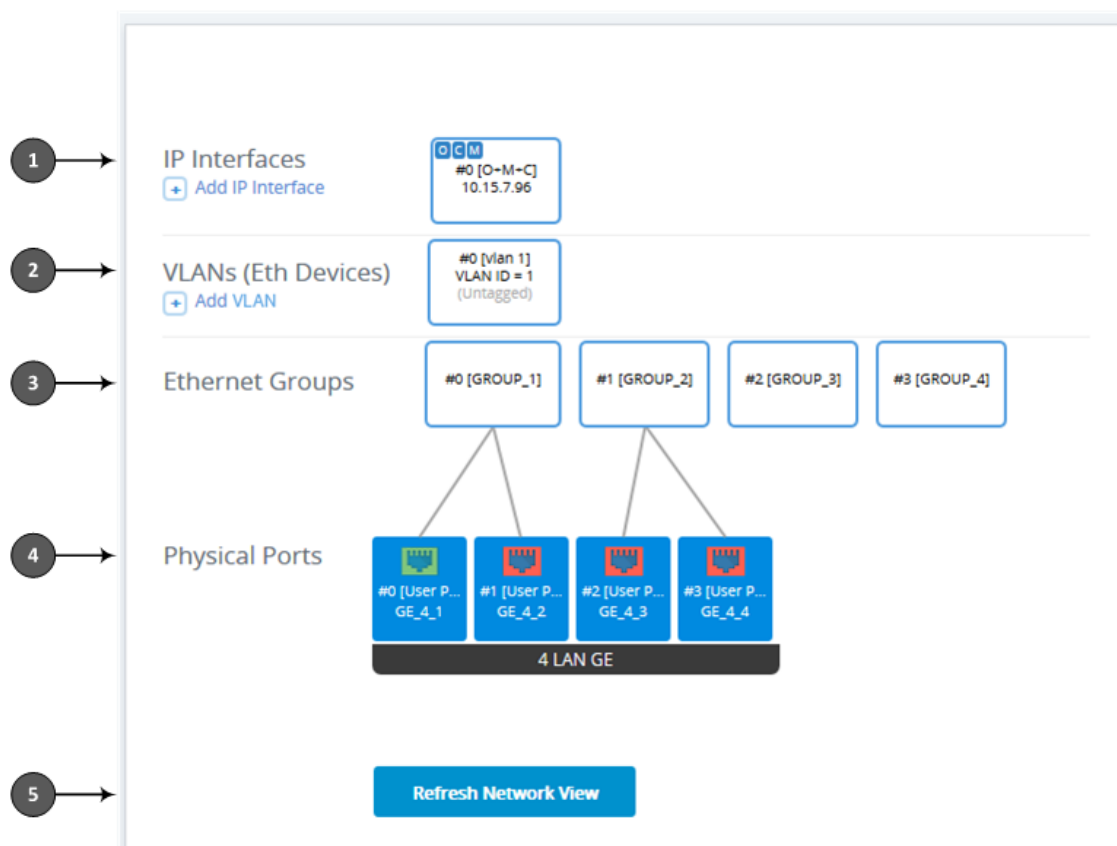 1
IP Interfaces
+ Add IP Interface
O C M
#0 [O+M+C]
10.15.7.96
2
VLANs (Eth Devices)
+ Add VLAN
#0 [vlan 1]
VLAN ID = 1
(Untagged)
3
Ethernet Groups
#0 [GROUP_1]
#1 [GROUP_2]
#2 [GROUP_3]
#3 [GROUP_4]
4
Physical Ports
#0 [User P...
GE_4_1
#1 [User P...
GE_4_2
#2 [User P...
GE_4_3
#3 [User P...
GE_4_4
4 LAN GE
5
Refresh Network View